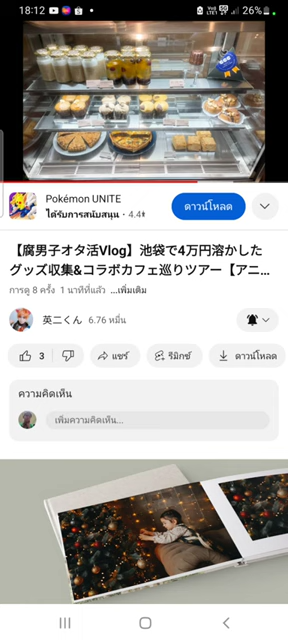 18:12
26%
Pokémon UNITE
ได้รับการสนับสนุน · 4.4
ดาวน์โหลด
【腐男子オタ活Vlog】池袋で4万円溶かした
グッズ収集&コラボカフェ巡りツアー【アニ...
การดู 8 ครั้ง 1 นาทีที่แล้ว ...เพิ่มเติม
英二くん 6.76 หมื่น
3 แชร์ รีมิกซ์ ดาวน์โหลด
ความคิดเห็น
เพิ่มความคิดเห็น...